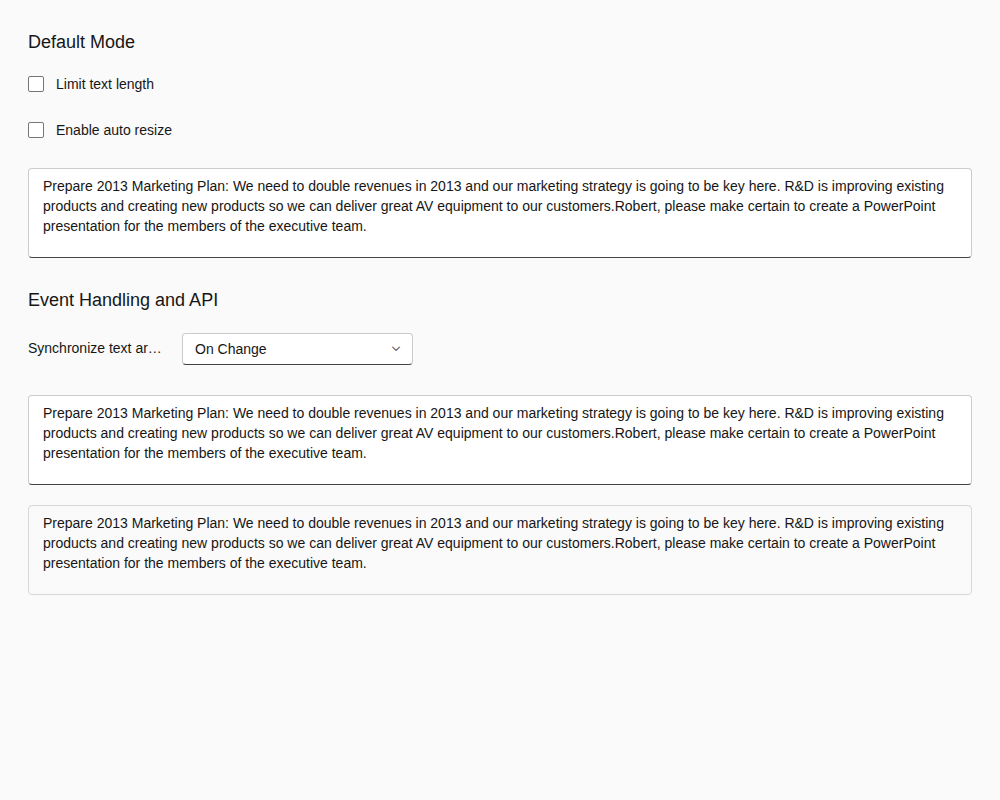 Default Mode
Limit text length
Enable auto resize
Prepare 2013 Marketing Plan: We need to double revenues in 2013 and our marketing strategy is going to be key here. R&D is improving existing
products and creating new products so we can deliver great AV equipment to our customers.Robert, please make certain to create a PowerPoint
presentation for the members of the executive team.
Event Handling and API
Synchronize text ar…
On Change
Prepare 2013 Marketing Plan: We need to double revenues in 2013 and our marketing strategy is going to be key here. R&D is improving existing
products and creating new products so we can deliver great AV equipment to our customers.Robert, please make certain to create a PowerPoint
presentation for the members of the executive team.
Prepare 2013 Marketing Plan: We need to double revenues in 2013 and our marketing strategy is going to be key here. R&D is improving existing
products and creating new products so we can deliver great AV equipment to our customers.Robert, please make certain to create a PowerPoint
presentation for the members of the executive team.